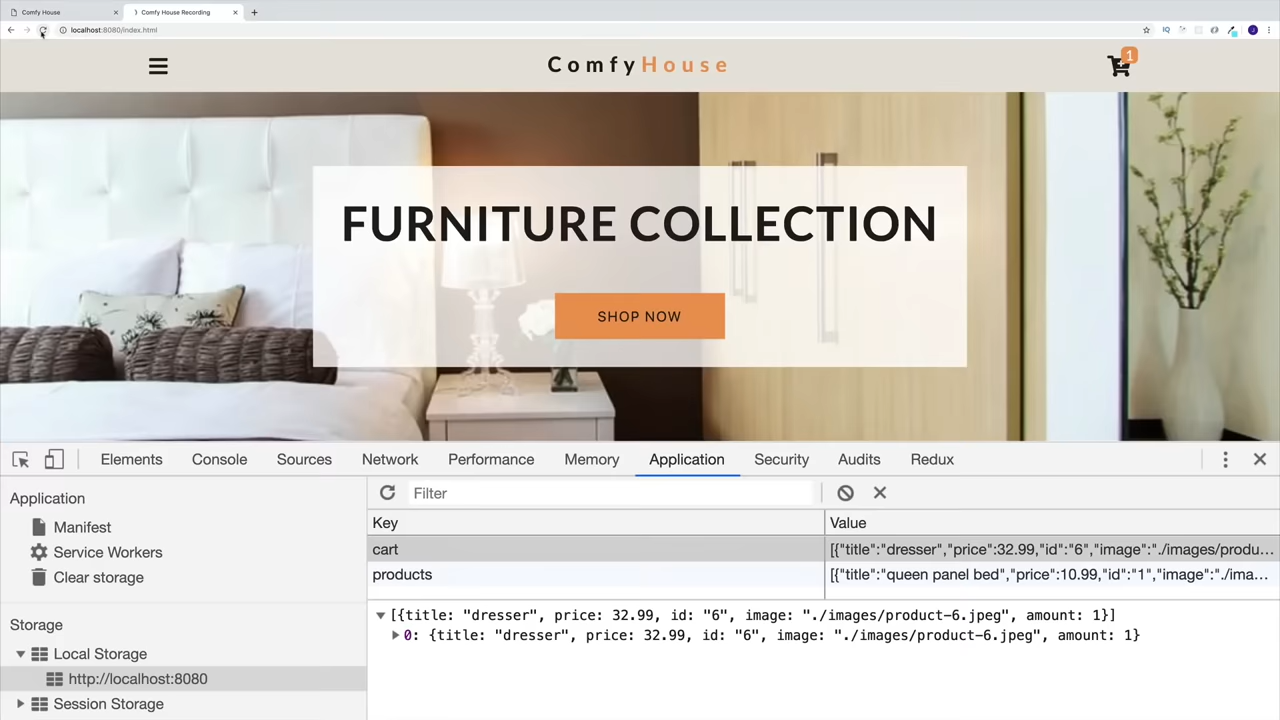 Comfy House
Comfy House Recording
localhost:8080/index.html
IQ
J
ComfyHouse
1
FURNITURE COLLECTION
SHOP NOW
Elements Console Sources Network Performance Memory Application Security Audits Redux
Application
Manifest
Service Workers
Clear storage
Storage
Local Storage
http://localhost:8080
Session Storage
Filter
Key Value
cart [{"title":"dresser","price":32.99,"id":"6","image":"./images/produ...
products [{"title":"queen panel bed","price":10.99,"id":"1","image":"./ima...
[{title: "dresser", price: 32.99, id: "6", image: "./images/product-6.jpeg", amount: 1}]
0: {title: "dresser", price: 32.99, id: "6", image: "./images/product-6.jpeg", amount: 1}